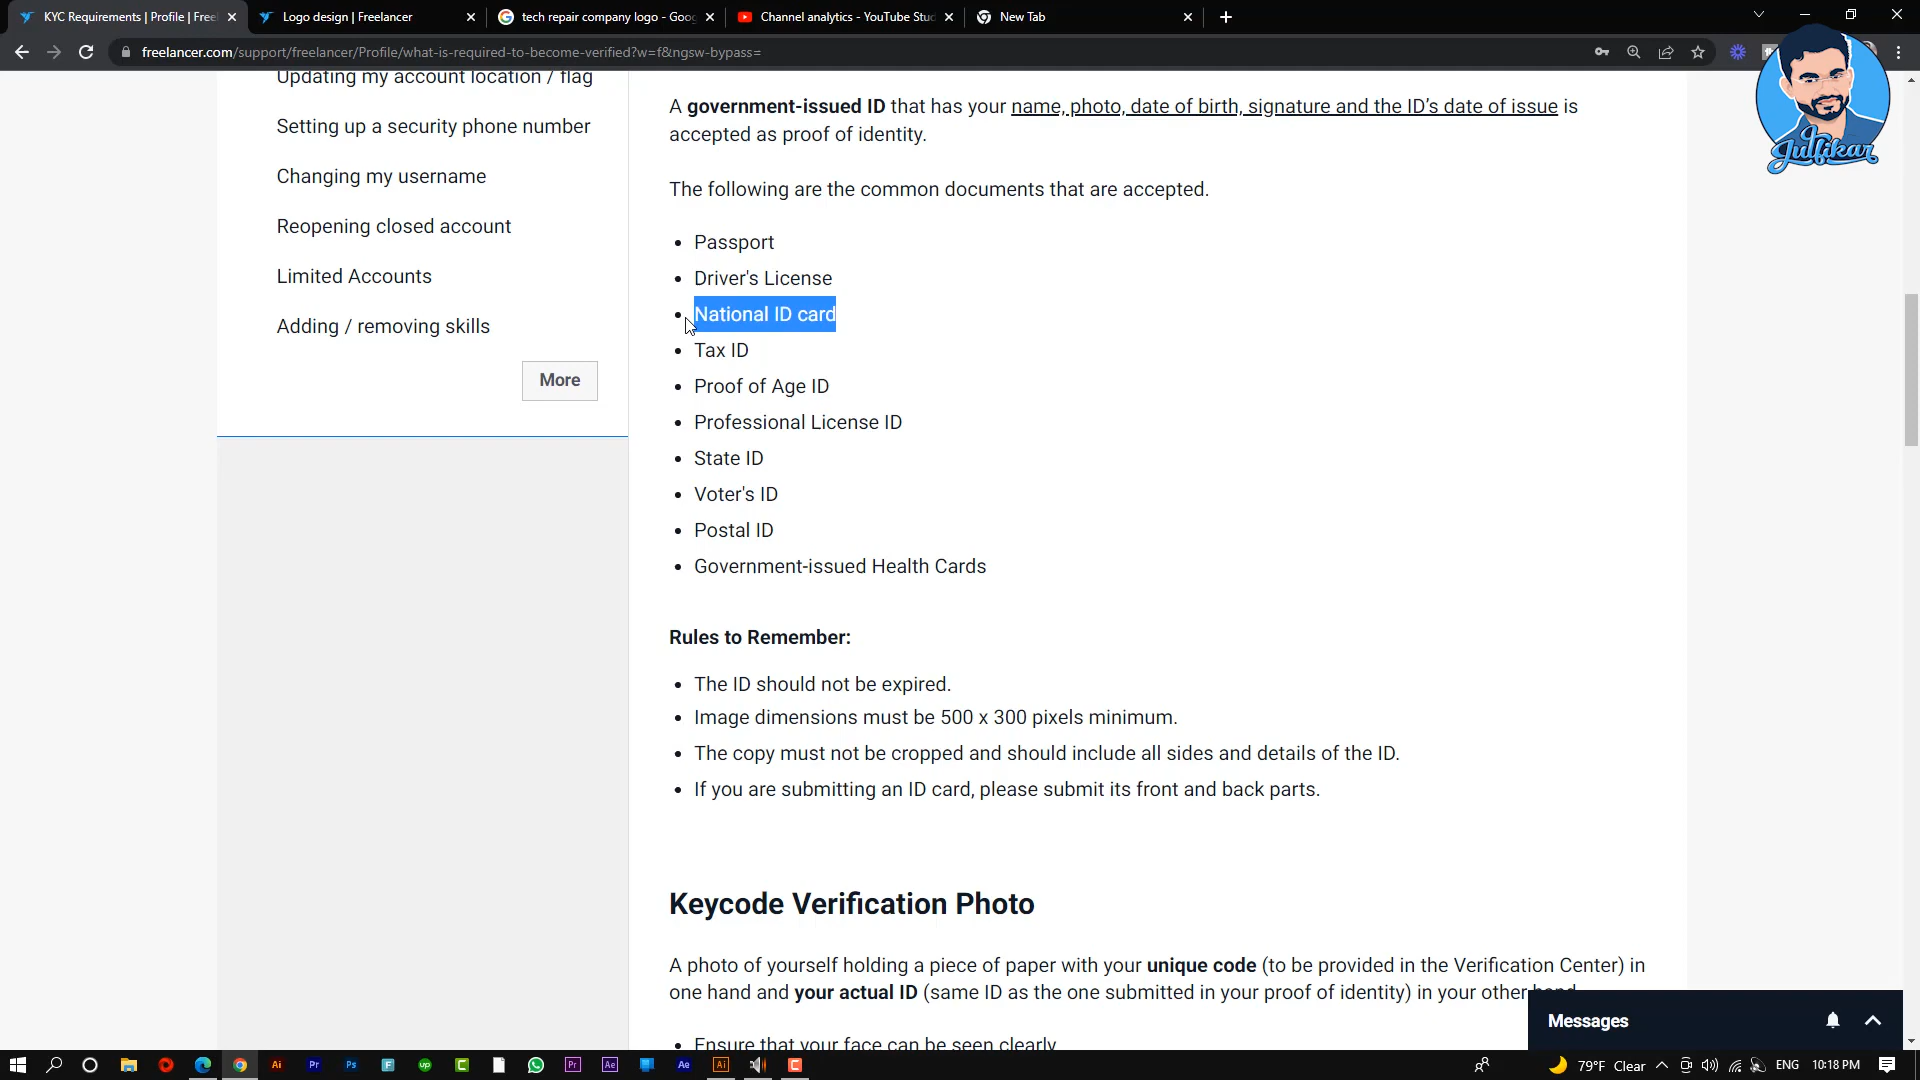 KYC Requirements | Profile | Free
Logo design | Freelancer
tech repair company logo - Goo
Channel analytics - YouTube Stu
New Tab
freelancer.com/support/freelancer/Profile/what-is-required-to-become-verified?w=f&ngsw-bypass=
Updating my account location / flag
Setting up a security phone number
Changing my username
Reopening closed account
Limited Accounts
Adding / removing skills
More
A government-issued ID that has your name, photo, date of birth, signature and the ID's date of issue is
accepted as proof of identity.
The following are the common documents that are accepted.
Passport
Driver's License
National ID card
Tax ID
Proof of Age ID
Professional License ID
State ID
Voter's ID
Postal ID
Government-issued Health Cards
Rules to Remember:
The ID should not be expired.
Image dimensions must be 500 x 300 pixels minimum.
The copy must not be cropped and should include all sides and details of the ID.
If you are submitting an ID card, please submit its front and back parts.
Keycode Verification Photo
A photo of yourself holding a piece of paper with your unique code (to be provided in the Verification Center) in
one hand and your actual ID (same ID as the one submitted in your proof of identity) in your other hand.
Ensure that your face can be seen clearly
Julfikar
Messages
Ai
Pr
Ps
F
up
C
Pr
Ae
Ae
Ai
C
79°F Clear
ENG
10:18 PM